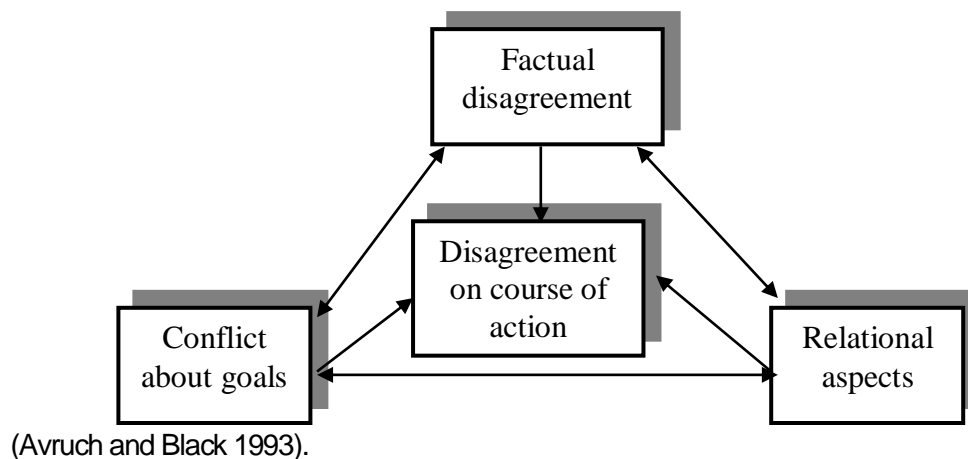 Factual
disagreement
Disagreement
on course of
action
Conflict
about goals
Relational
aspects
(Avruch and Black 1993).